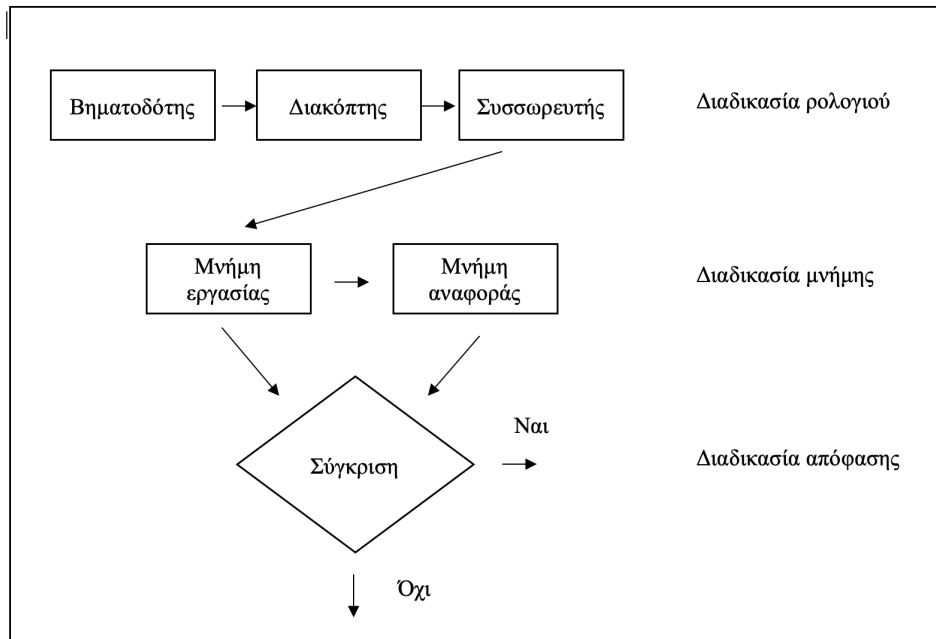 Βηματοδότης
Διακόπτης
Συσσωρευτής
Διαδικασία ρολογιού
Μνήμη
εργασίας
Μνήμη
αναφοράς
Διαδικασία μνήμης
Σύγκριση
Ναι
Διαδικασία απόφασης
Όχι